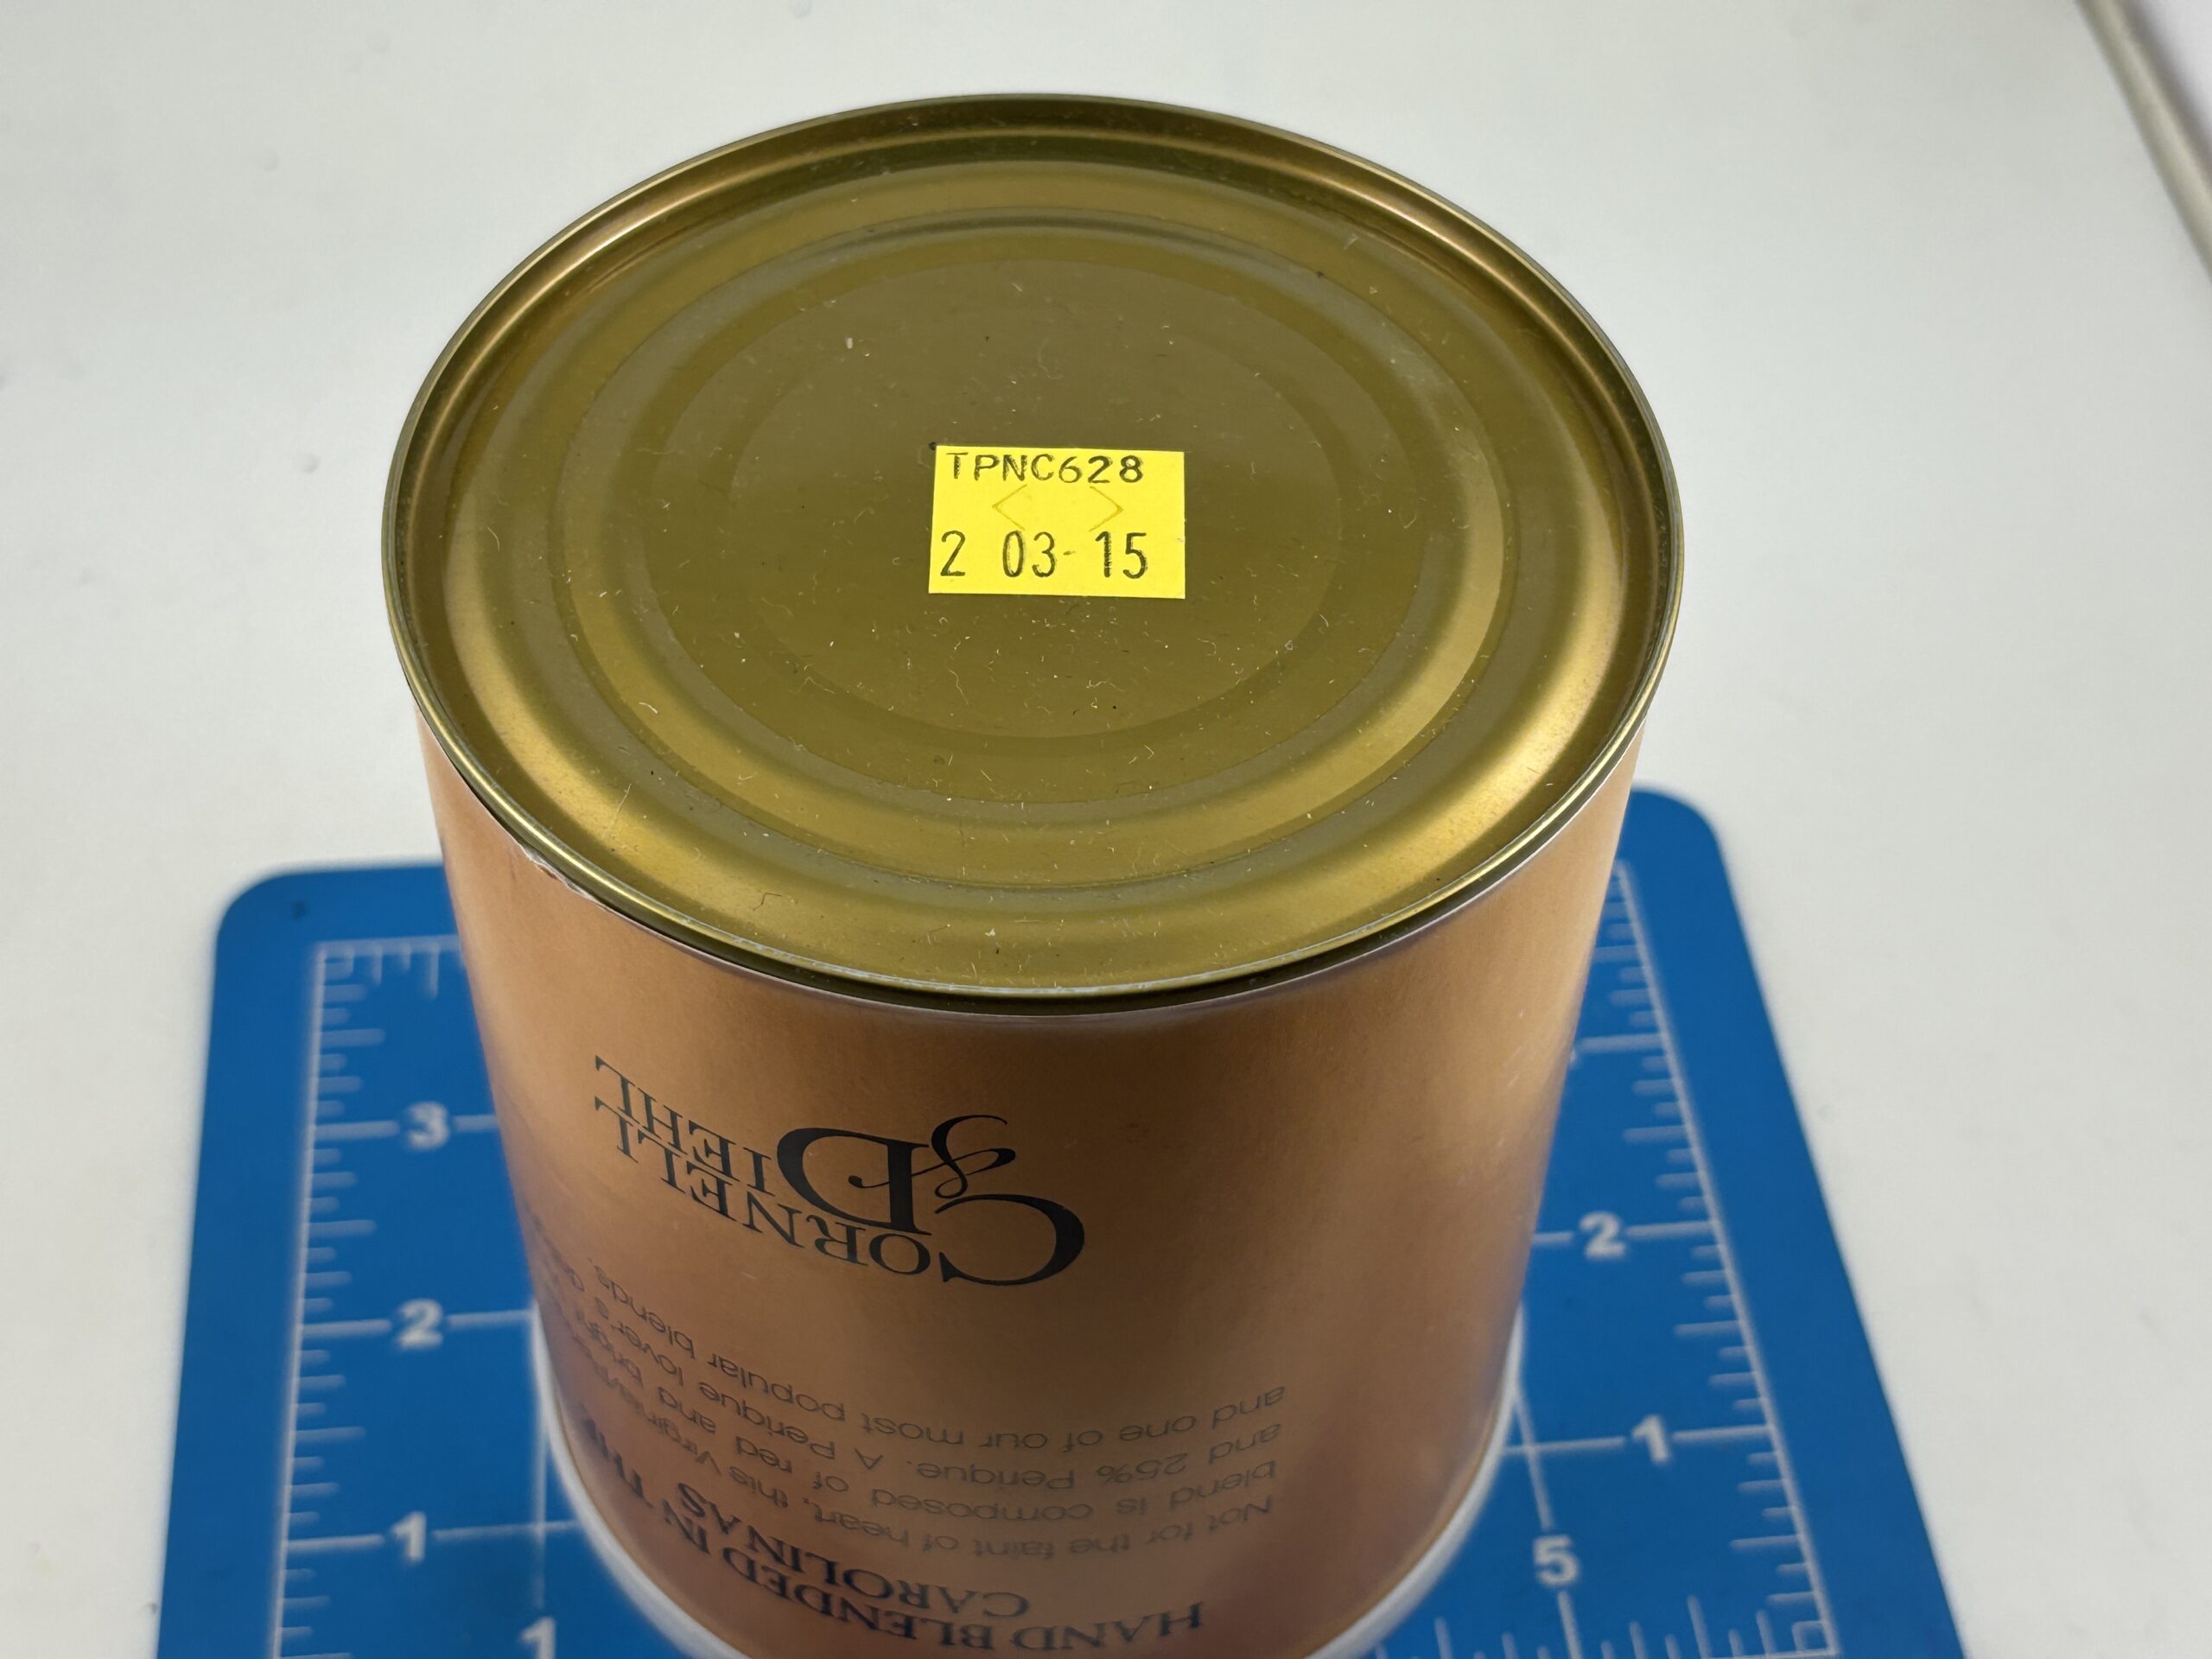 TPNC628
2 03 15
CORNELL
& DIEHL
HAND BLENDED IN THE
CAROLINAS
Not for the faint of heart, this
blend is composed of red and
and 25% Perique. A Perique lover's
and one of our most popular blends.
3
2
1
1
2
1
5